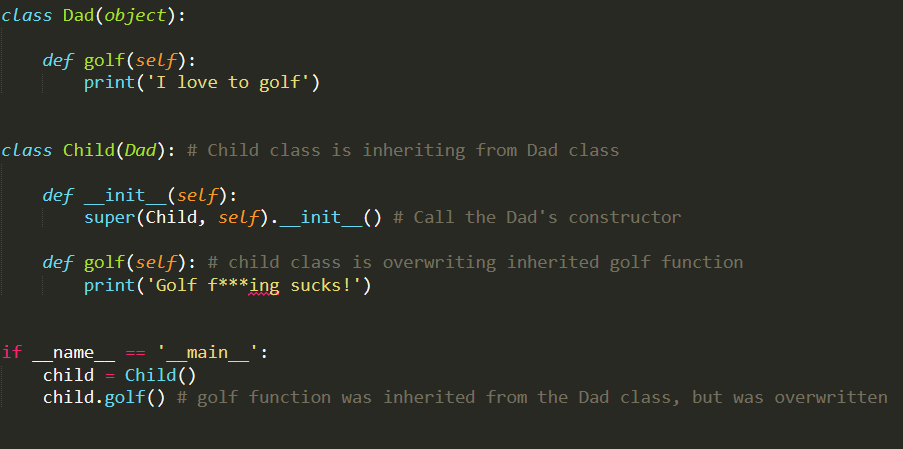 class Dad(object):
def golf(self):
print('I love to golf')
class Child(Dad): # Child class is inheriting from Dad class
def __init__(self):
super(Child, self).__init__() # Call the Dad's constructor
def golf(self): # child class is overwriting inherited golf function
print('Golf f***ing sucks!')
if __name__ == '__main__':
child = Child()
child.golf() # golf function was inherited from the Dad class, but was overwritten